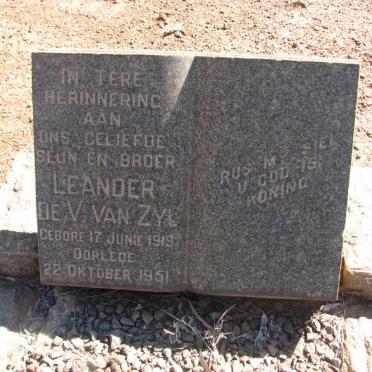 IN TERE
HERINNERING
AAN
ONS GELIEFDE
SEUN EN BROER
LEANDER
DE V. VAN ZYL
GEBORE 17 JUNIE 1919
OORLEDE
22 OKTOBER 1951
RUS MY SIEL
U GOD IS
KONING